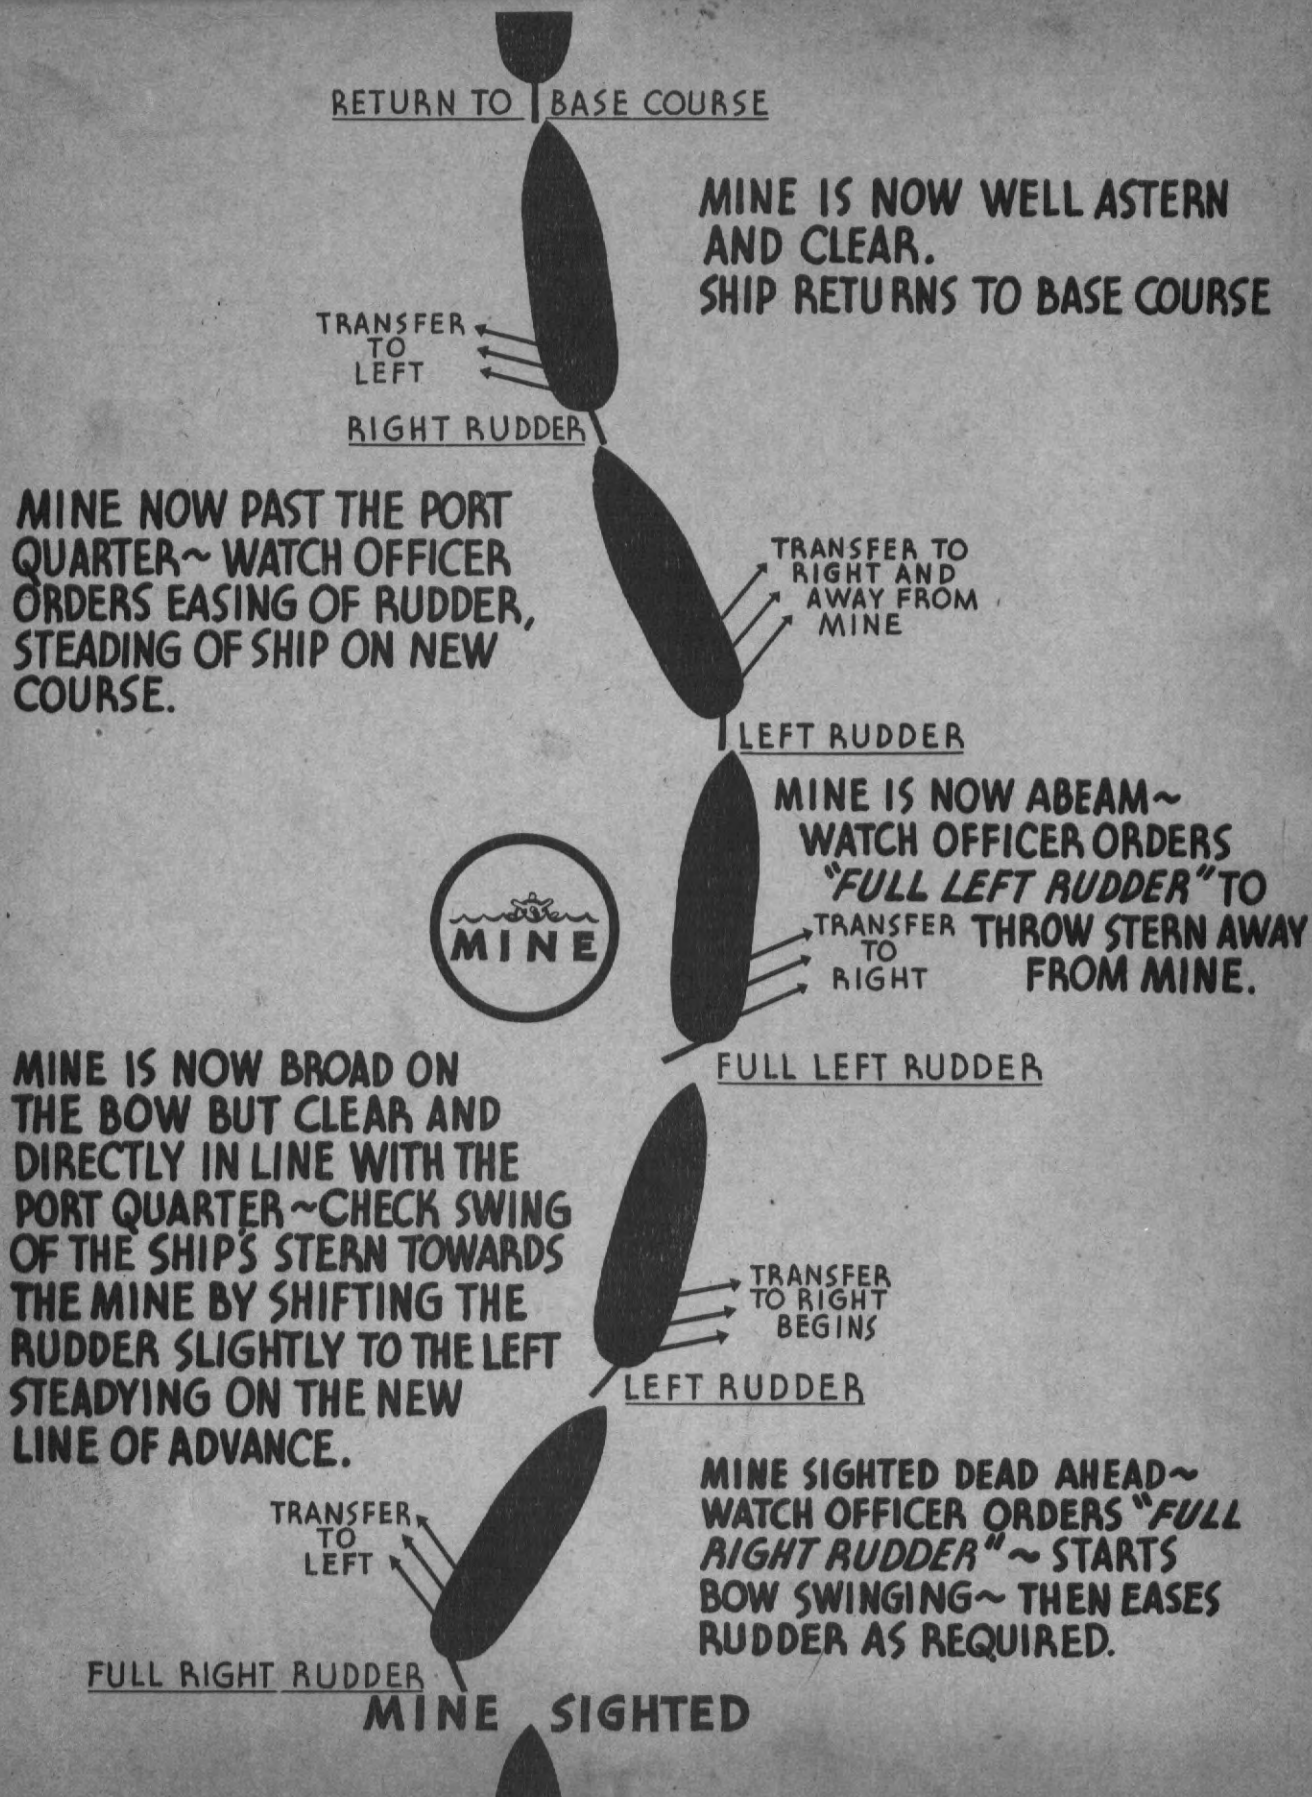 RETURN TO BASE COURSE
MINE IS NOW WELL ASTERN
AND CLEAR.
SHIP RETURNS TO BASE COURSE
TRANSFER
TO
LEFT
RIGHT RUDDER
MINE NOW PAST THE PORT
QUARTER~ WATCH OFFICER
ORDERS EASING OF RUDDER,
STEADING OF SHIP ON NEW
COURSE.
TRANSFER TO
RIGHT AND
AWAY FROM
MINE
LEFT RUDDER
MINE IS NOW ABEAM~
WATCH OFFICER ORDERS
"FULL LEFT RUDDER" TO
THROW STERN AWAY
FROM MINE.
TRANSFER
TO
RIGHT
MINE
FULL LEFT RUDDER
MINE IS NOW BROAD ON
THE BOW BUT CLEAR AND
DIRECTLY IN LINE WITH THE
PORT QUARTER~CHECK SWING
OF THE SHIP'S STERN TOWARDS
THE MINE BY SHIFTING THE
RUDDER SLIGHTLY TO THE LEFT
STEADYING ON THE NEW
LINE OF ADVANCE.
TRANSFER
TO RIGHT
BEGINS
LEFT RUDDER
TRANSFER
TO
LEFT
MINE SIGHTED DEAD AHEAD~
WATCH OFFICER ORDERS "FULL
RIGHT RUDDER"~ STARTS
BOW SWINGING~ THEN EASES
RUDDER AS REQUIRED.
FULL RIGHT RUDDER
MINE SIGHTED